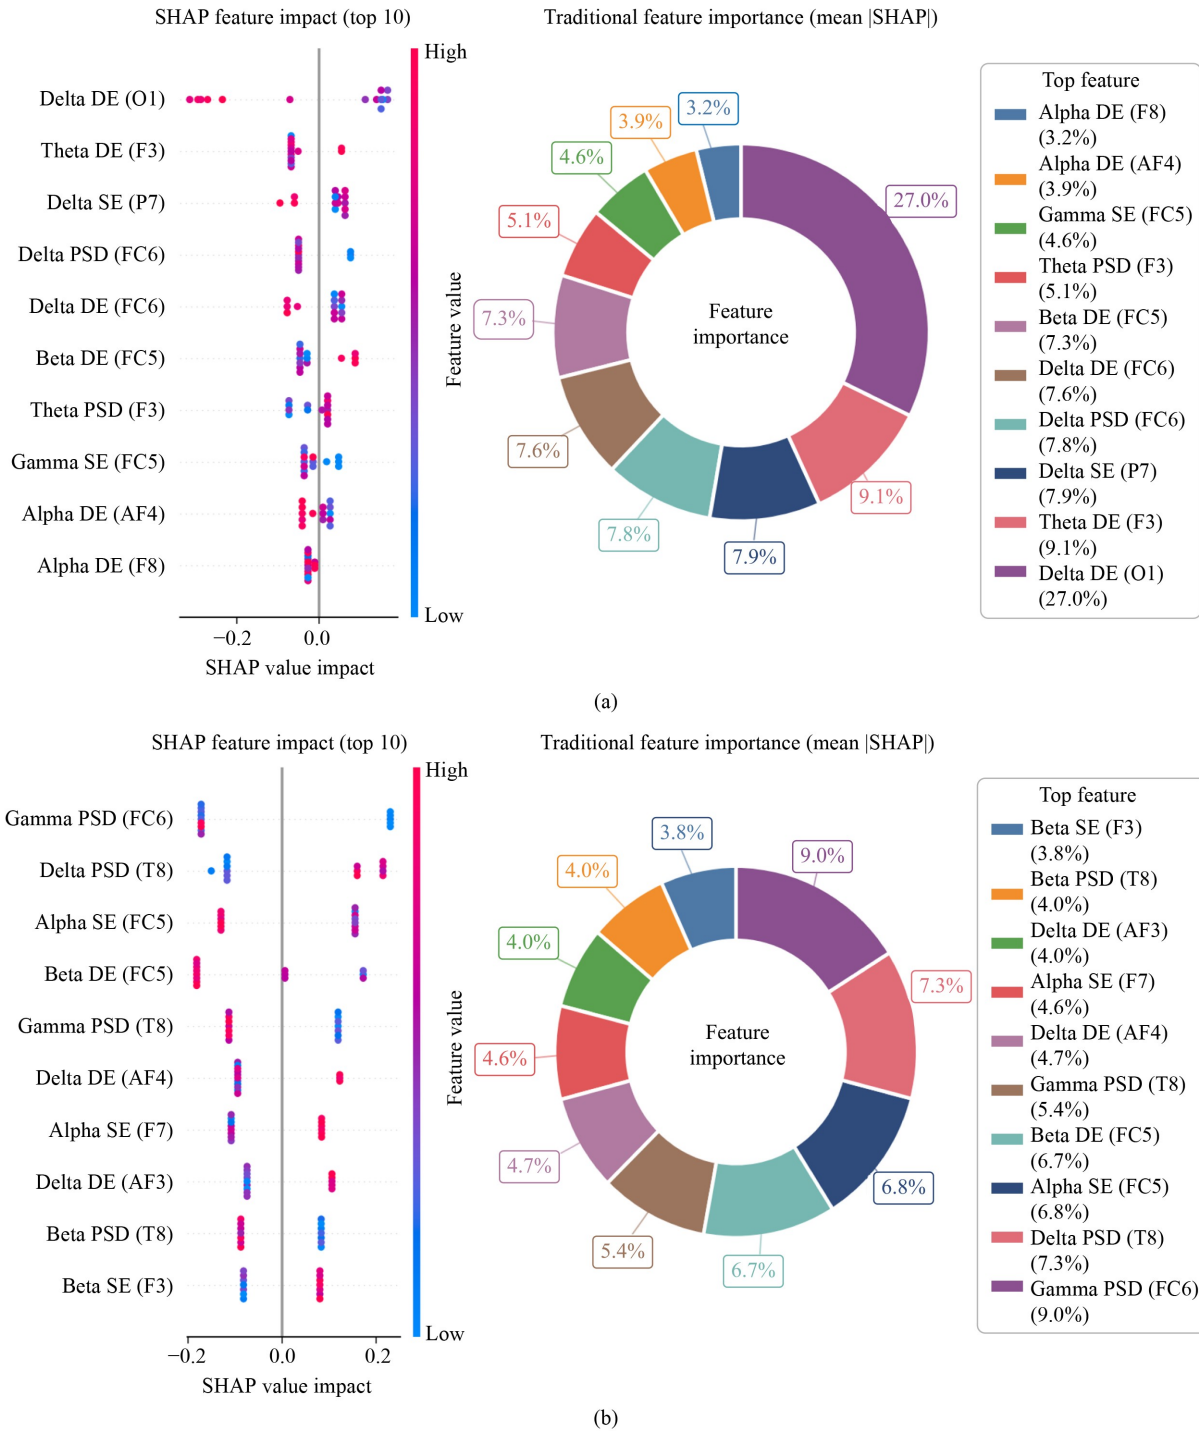 SHAP feature impact (top 10)
Traditional feature importance (mean |SHAP|)
High
Delta DE (O1)
Theta DE (F3)
Delta SE (P7)
Delta PSD (FC6)
Delta DE (FC6)
Beta DE (FC5)
Theta PSD (F3)
Gamma SE (FC5)
Alpha DE (AF4)
Alpha DE (F8)
Feature value
Low
−0.2
0.0
SHAP value impact
3.2%
3.9%
4.6%
5.1%
7.3%
7.6%
7.8%
7.9%
9.1%
27.0%
Feature
importance
Top feature
Alpha DE (F8)
(3.2%)
Alpha DE (AF4)
(3.9%)
Gamma SE (FC5)
(4.6%)
Theta PSD (F3)
(5.1%)
Beta DE (FC5)
(7.3%)
Delta DE (FC6)
(7.6%)
Delta PSD (FC6)
(7.8%)
Delta SE (P7)
(7.9%)
Theta DE (F3)
(9.1%)
Delta DE (O1)
(27.0%)
(a)
SHAP feature impact (top 10)
Traditional feature importance (mean |SHAP|)
High
Gamma PSD (FC6)
Delta PSD (T8)
Alpha SE (FC5)
Beta DE (FC5)
Gamma PSD (T8)
Delta DE (AF4)
Alpha SE (F7)
Delta DE (AF3)
Beta PSD (T8)
Beta SE (F3)
Feature value
Low
−0.2
0.0
0.2
SHAP value impact
3.8%
4.0%
4.0%
4.6%
4.7%
5.4%
6.7%
6.8%
7.3%
9.0%
Feature
importance
Top feature
Beta SE (F3)
(3.8%)
Beta PSD (T8)
(4.0%)
Delta DE (AF3)
(4.0%)
Alpha SE (F7)
(4.6%)
Delta DE (AF4)
(4.7%)
Gamma PSD (T8)
(5.4%)
Beta DE (FC5)
(6.7%)
Alpha SE (FC5)
(6.8%)
Delta PSD (T8)
(7.3%)
Gamma PSD (FC6)
(9.0%)
(b)